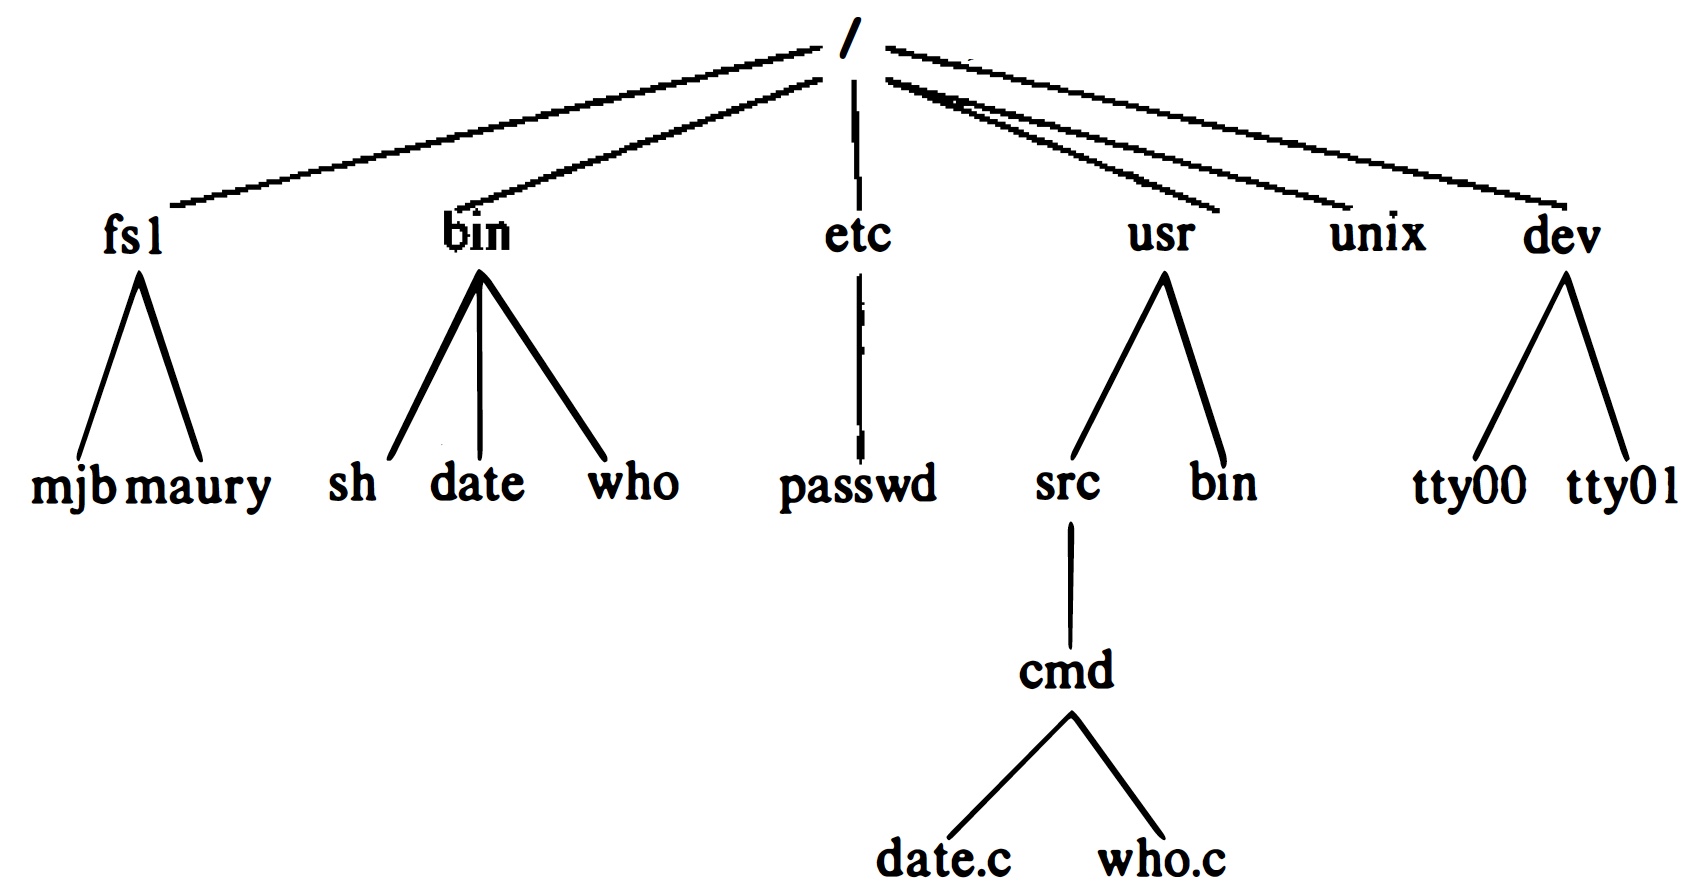 /
fs1 bin etc usr unix dev
mjb maury sh date who passwd src bin tty00 tty01
cmd
date.c who.c